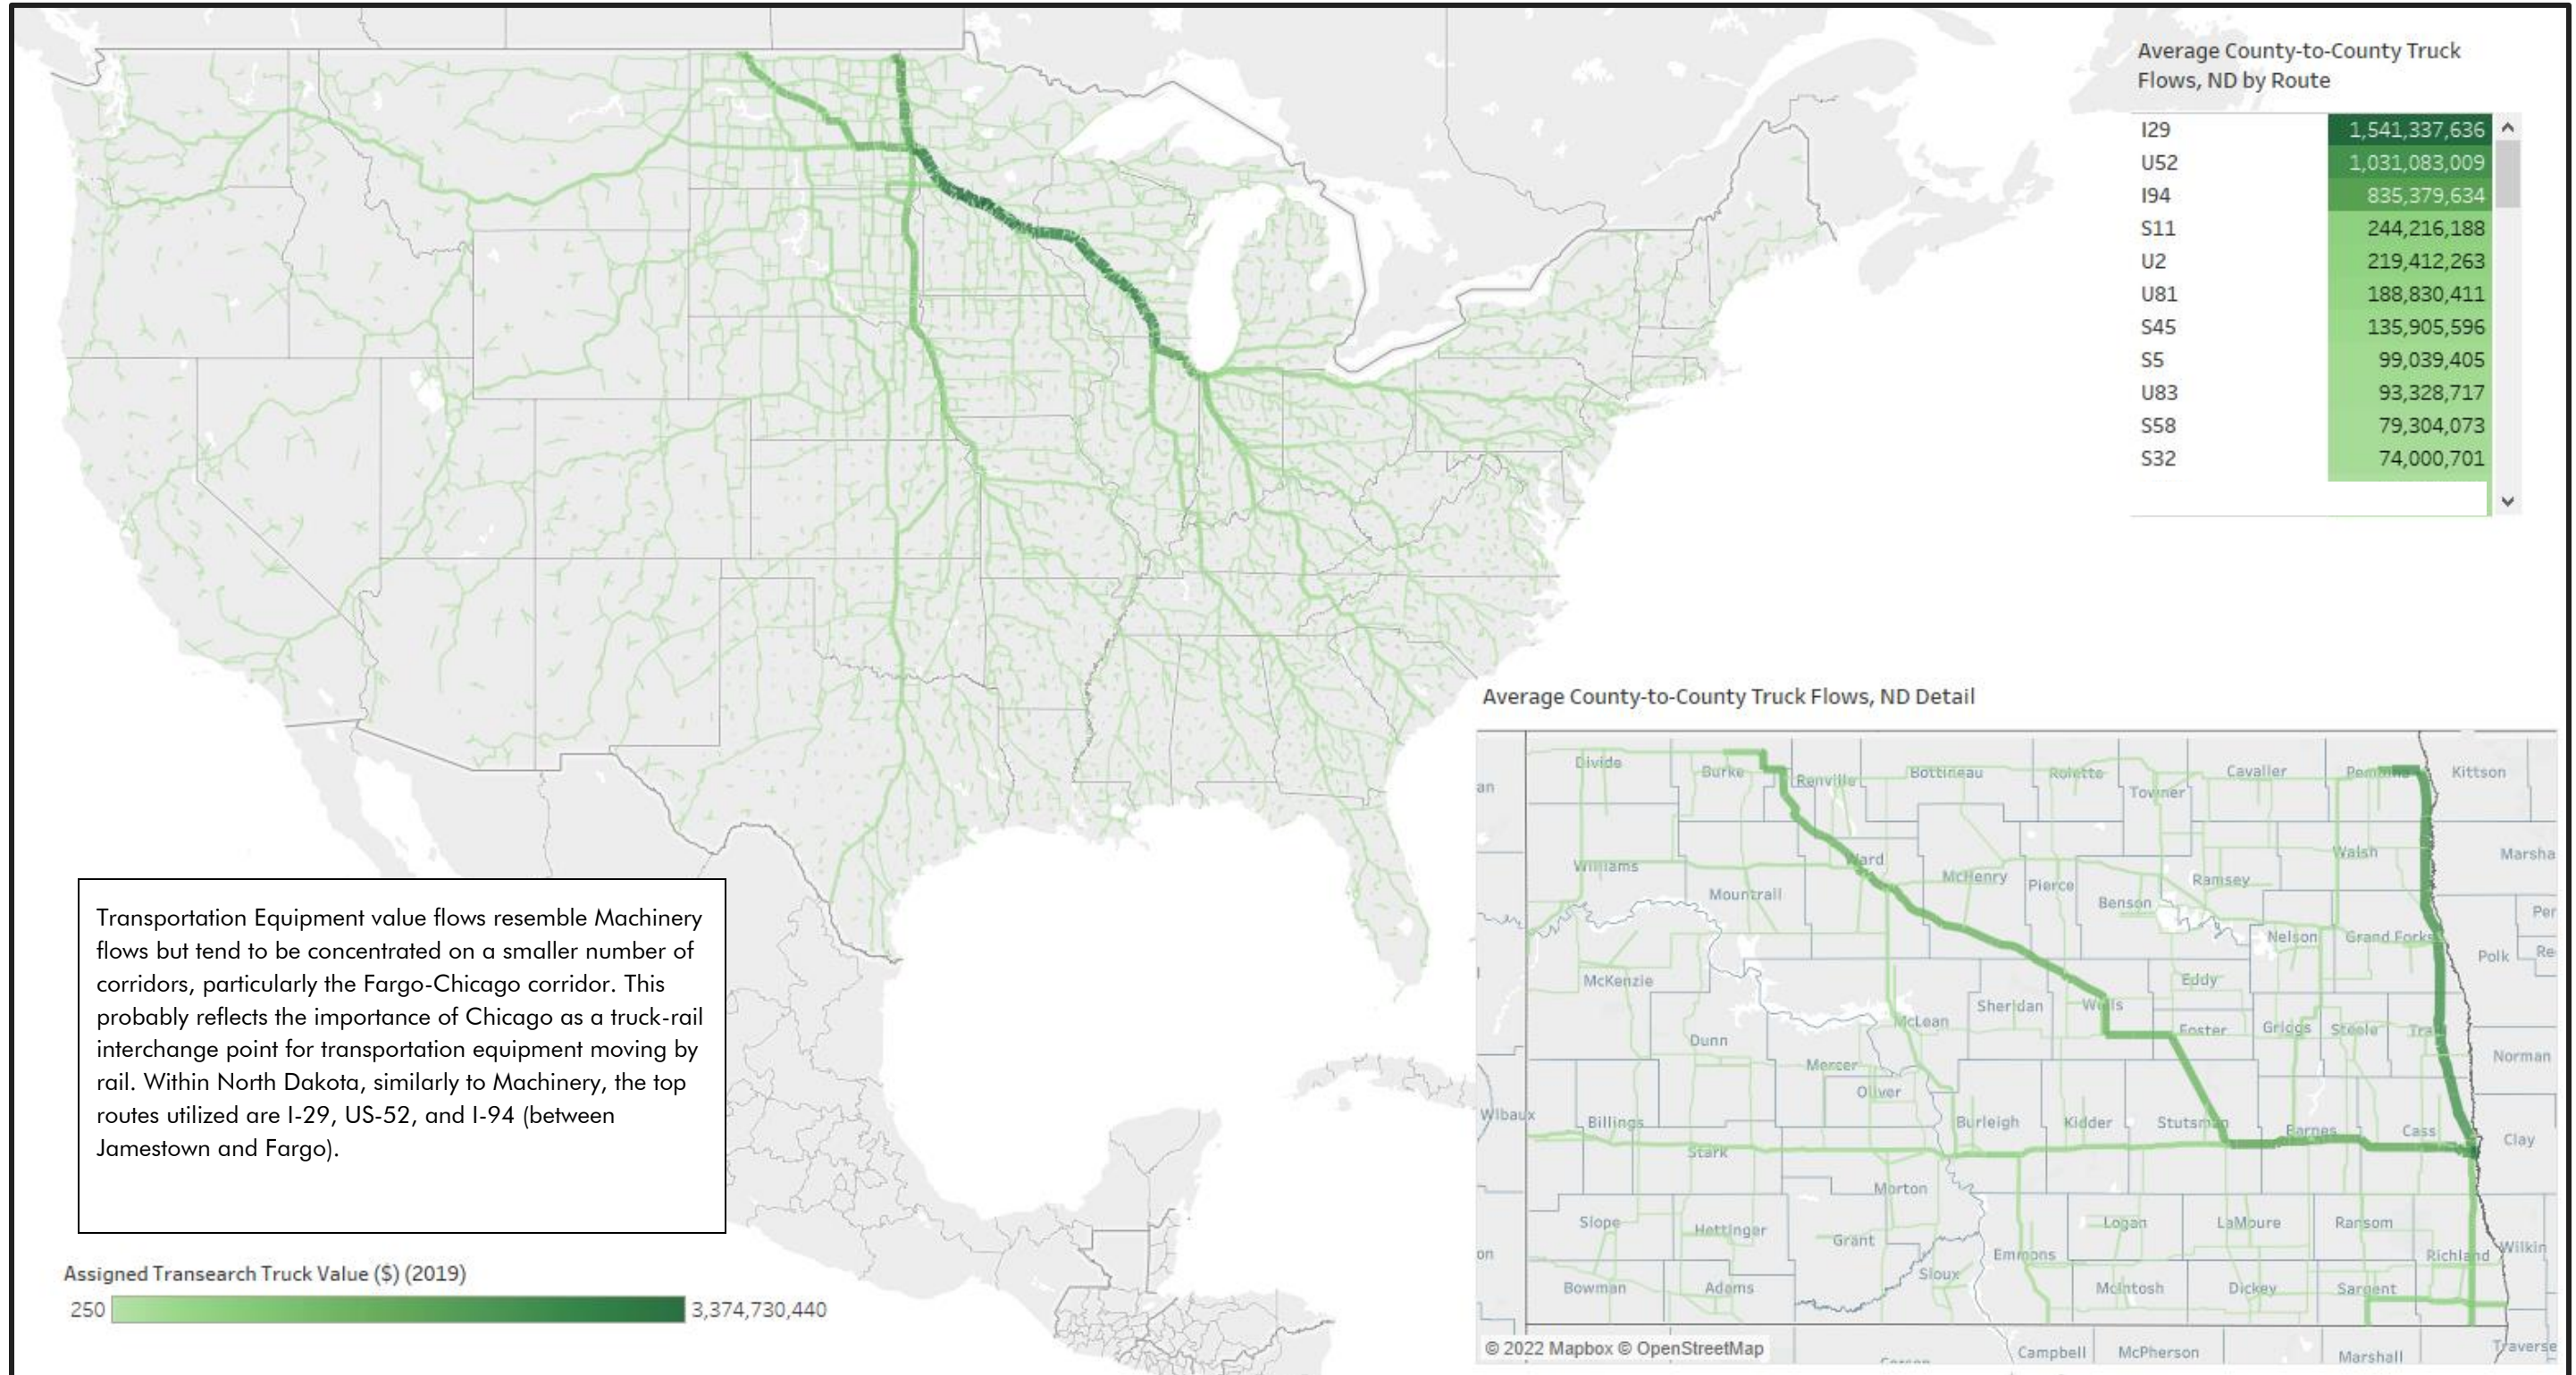 Average County-to-County Truck
Flows, ND by Route
I29 1,541,337,636
U52 1,031,083,009
I94 835,379,634
S11 244,216,188
U2 219,412,263
U81 188,830,411
S45 135,905,596
S5 99,039,405
U83 93,328,717
S58 79,304,073
S32 74,000,701
Average County-to-County Truck Flows, ND Detail
Divide Burke Renville Bottineau Rolette Towner Cavalier Pembina Kittson
an
Williams Mountrail Ward McHenry Pierce Benson Ramsey Walsh Marsha
Per
Nelson Grand Forks Polk Re
McKenzie Sheridan Wells Eddy
Dunn McLean Foster Griggs Steele Trail Norman
Mercer Oliver
Wibaux Billings Stark Burleigh Kidder Stutsman Barnes Cass Clay
Morton
Slope Hettinger Grant Emmons Logan LaMoure Ransom Richland Wilkin
on
Bowman Adams Sioux McIntosh Dickey Sargent
© 2022 Mapbox © OpenStreetMap
Campbell McPherson Marshall Traverse
Transportation Equipment value flows resemble Machinery
flows but tend to be concentrated on a smaller number of
corridors, particularly the Fargo-Chicago corridor. This
probably reflects the importance of Chicago as a truck-rail
interchange point for transportation equipment moving by
rail. Within North Dakota, similarly to Machinery, the top
routes utilized are I-29, US-52, and I-94 (between
Jamestown and Fargo).
Assigned Transearch Truck Value ($) (2019)
250 3,374,730,440